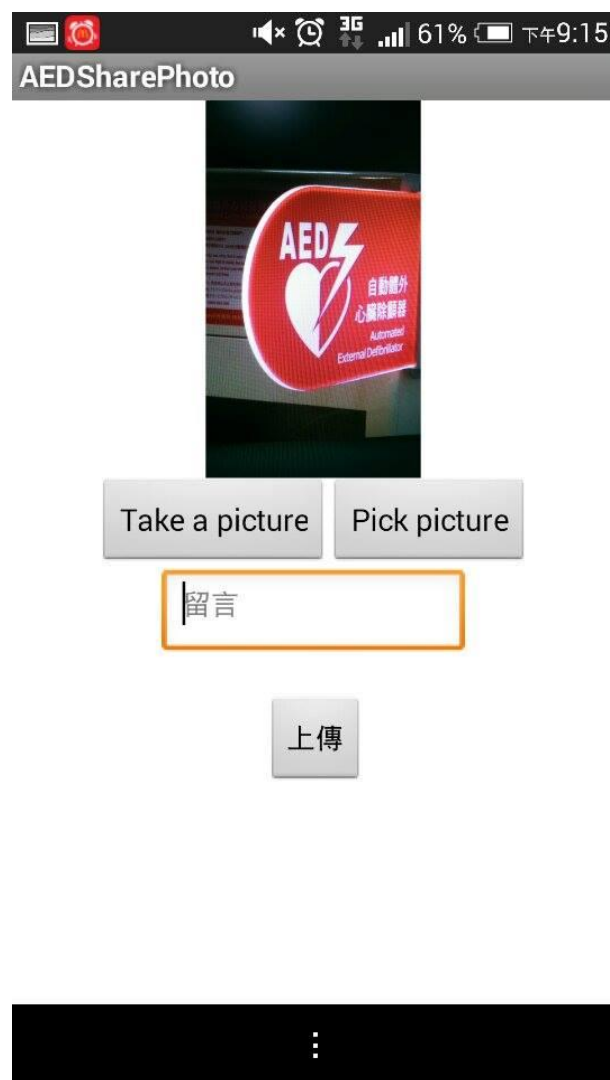 3G 61% 下午9:15
AEDSharePhoto
AED
自動體外
心臟除顫器
Automated
External Defibrillator
Take a picture Pick picture
留言
上傳